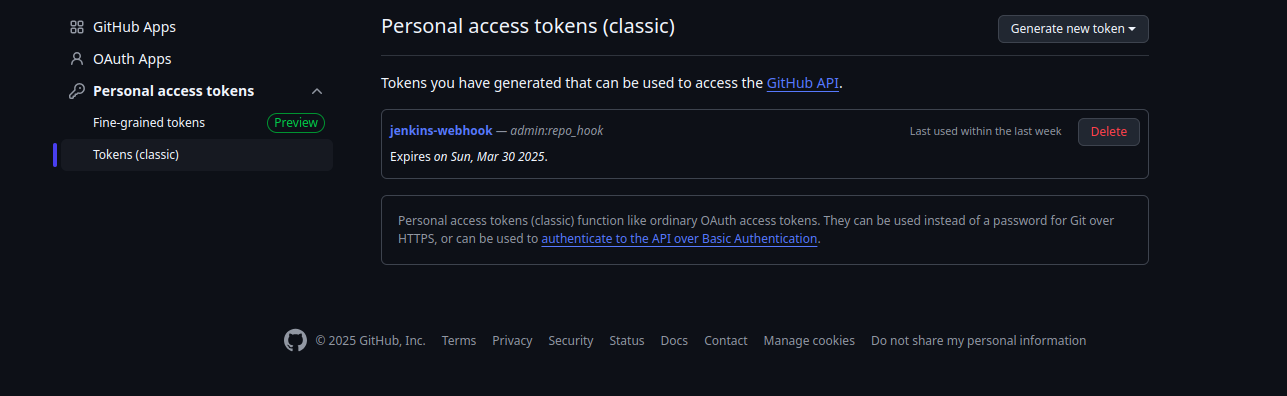 GitHub Apps
OAuth Apps
Personal access tokens
Fine-grained tokens Preview
Tokens (classic)
Personal access tokens (classic)
Generate new token
Tokens you have generated that can be used to access the GitHub API.
jenkins-webhook — admin:repo_hook
Last used within the last week
Delete
Expires on Sun, Mar 30 2025.
Personal access tokens (classic) function like ordinary OAuth access tokens. They can be used instead of a password for Git over
HTTPS, or can be used to authenticate to the API over Basic Authentication.
© 2025 GitHub, Inc. Terms Privacy Security Status Docs Contact Manage cookies Do not share my personal information